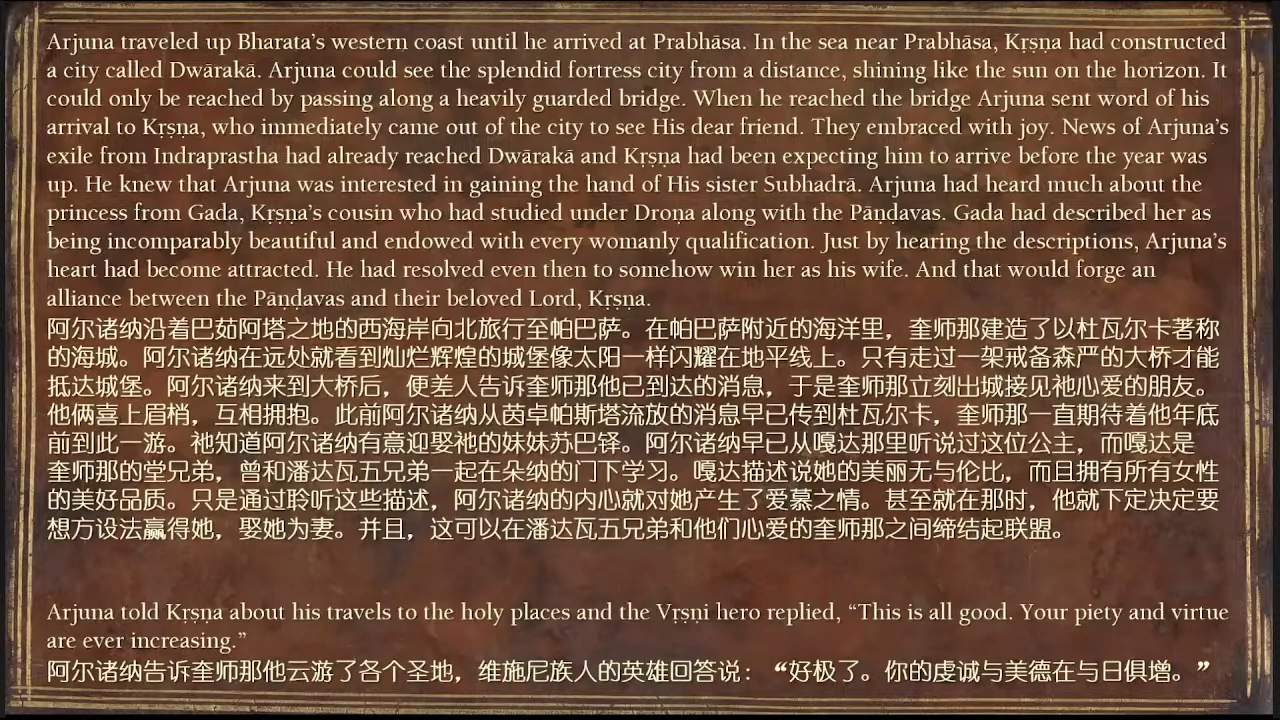 Arjuna traveled up Bharata’s western coast until he arrived at Prabhāsa. In the sea near Prabhāsa, Kṛṣṇa had constructed
a city called Dwārakā. Arjuna could see the splendid fortress city from a distance, shining like the sun on the horizon. It
could only be reached by passing along a heavily guarded bridge. When he reached the bridge Arjuna sent word of his
arrival to Kṛṣṇa, who immediately came out of the city to see His dear friend. They embraced with joy. News of Arjuna’s
exile from Indraprastha had already reached Dwārakā and Kṛṣṇa had been expecting him to arrive before the year was
up. He knew that Arjuna was interested in gaining the hand of His sister Subhadrā. Arjuna had heard much about the
princess from Gada, Kṛṣṇa’s cousin who had studied under Droṇa along with the Pāṇḍavas. Gada had described her as
being incomparably beautiful and endowed with every womanly qualification. Just by hearing the descriptions, Arjuna’s
heart had become attracted. He had resolved even then to somehow win her as his wife. And that would forge an
alliance between the Pāṇḍavas and their beloved Lord, Kṛṣṇa.
阿尔诸纳沿着巴茹阿塔之地的西海岸向北旅行至帕巴萨。在帕巴萨附近的海洋里，奎师那建造了以杜瓦尔卡著称
的海城。阿尔诸纳在远处就看到灿烂辉煌的城堡像太阳一样闪耀在地平线上。只有走过一架戒备森严的大桥才能
抵达城堡。阿尔诸纳来到大桥后，便差人告诉奎师那他已到达的消息，于是奎师那立刻出城接见祂心爱的朋友。
他俩喜上眉梢，互相拥抱。此前阿尔诸纳从茵卓帕斯塔流放的消息早已传到杜瓦尔卡，奎师那一直期待着他年底
前到此一游。祂知道阿尔诸纳有意迎娶祂的妹妹苏巴铎。阿尔诸纳早已从嘎达那里听说过这位公主，而嘎达是
奎师那的堂兄弟，曾和潘达瓦五兄弟一起在朵纳的门下学习。嘎达描述说她的美丽无与伦比，而且拥有所有女性
的美好品质。只是通过聆听这些描述，阿尔诸纳的内心就对她产生了爱慕之情。甚至就在那时，他就下定决定要
想方设法赢得她，娶她为妻。并且，这可以在潘达瓦五兄弟和他们心爱的奎师那之间缔结起联盟。
Arjuna told Kṛṣṇa about his travels to the holy places and the Vṛṣṇi hero replied, “This is all good. Your piety and virtue
are ever increasing.”
阿尔诸纳告诉奎师那他云游了各个圣地，维施尼族人的英雄回答说：“好极了。你的虔诚与美德在与日俱增。”